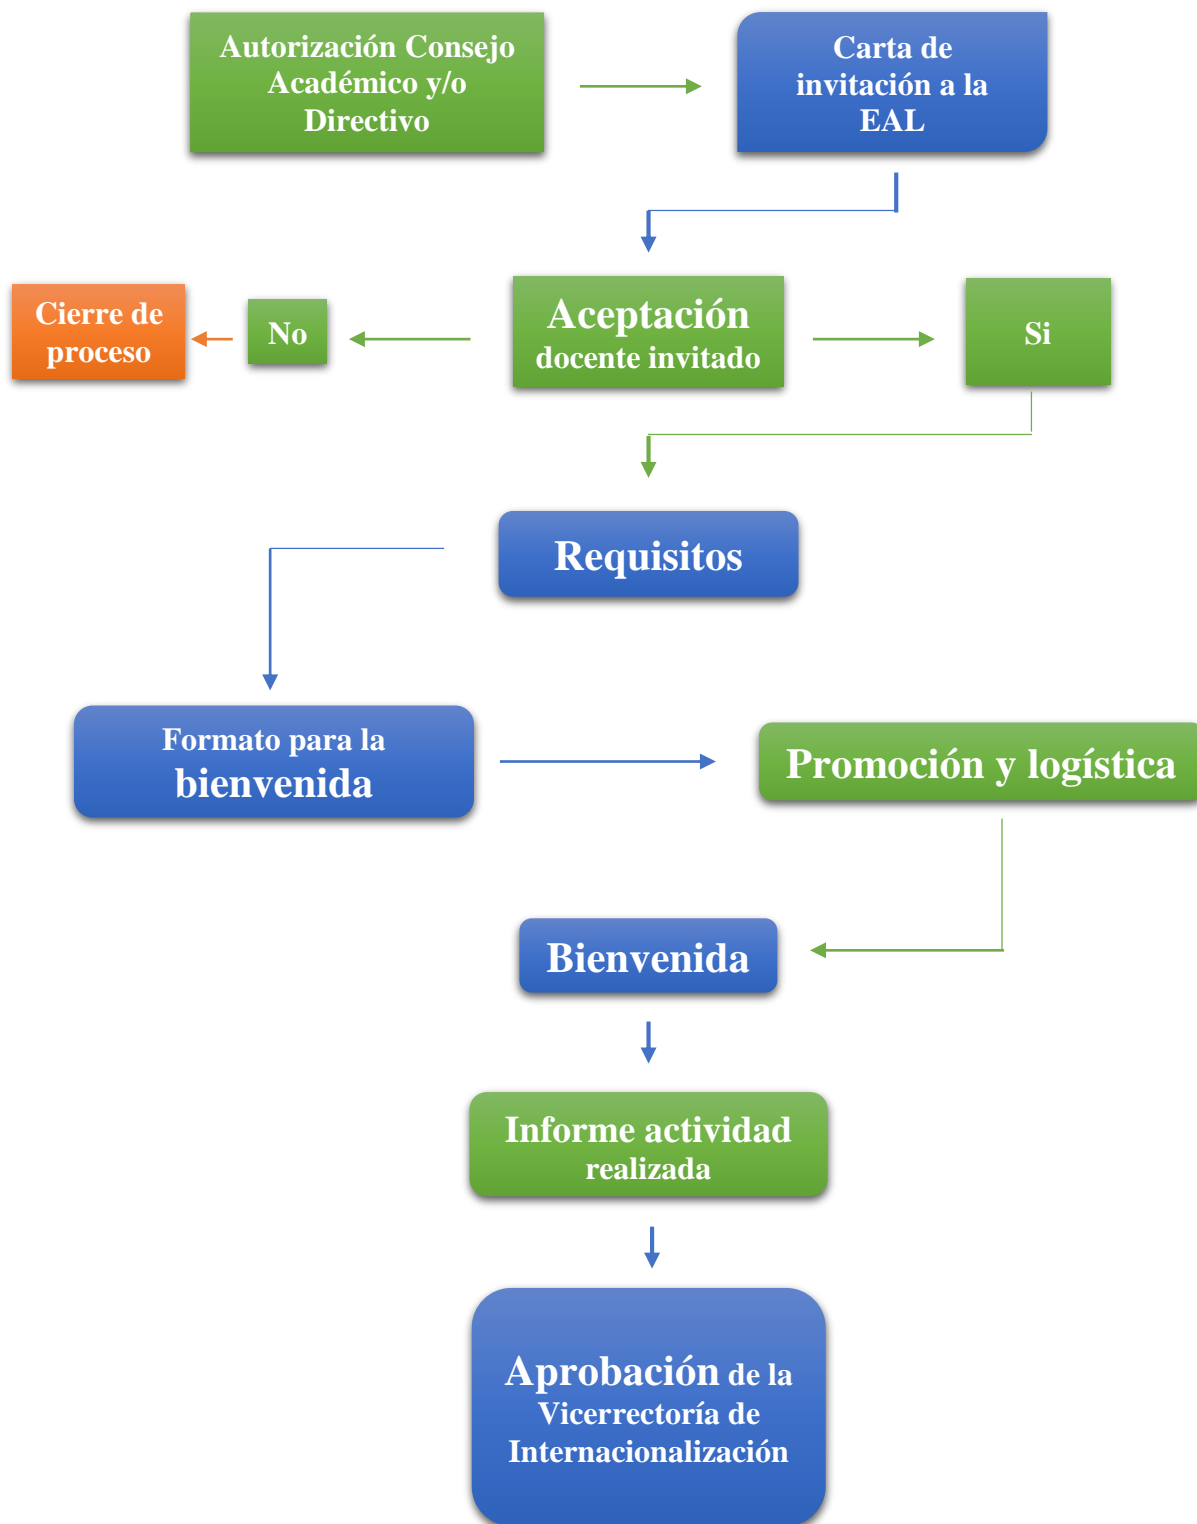 Autorización Consejo
Académico y/o
Directivo
Carta de
invitación a la
EAL
Cierre de
proceso
No
Aceptación
docente invitado
Si
Requisitos
Formato para la
bienvenida
Promoción y logística
Bienvenida
Informe actividad
realizada
Aprobación de la
Vicerrectoría de
Internacionalización